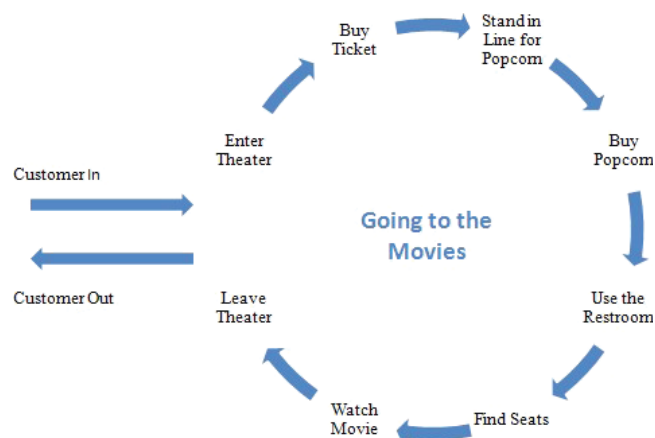 Buy
Ticket
Stand in
Line for
Popcorn
Enter
Theater
Buy
Popcorn
Customer In
Going to the
Movies
Customer Out
Leave
Theater
Use the
Restroom
Watch
Movie
Find Seats